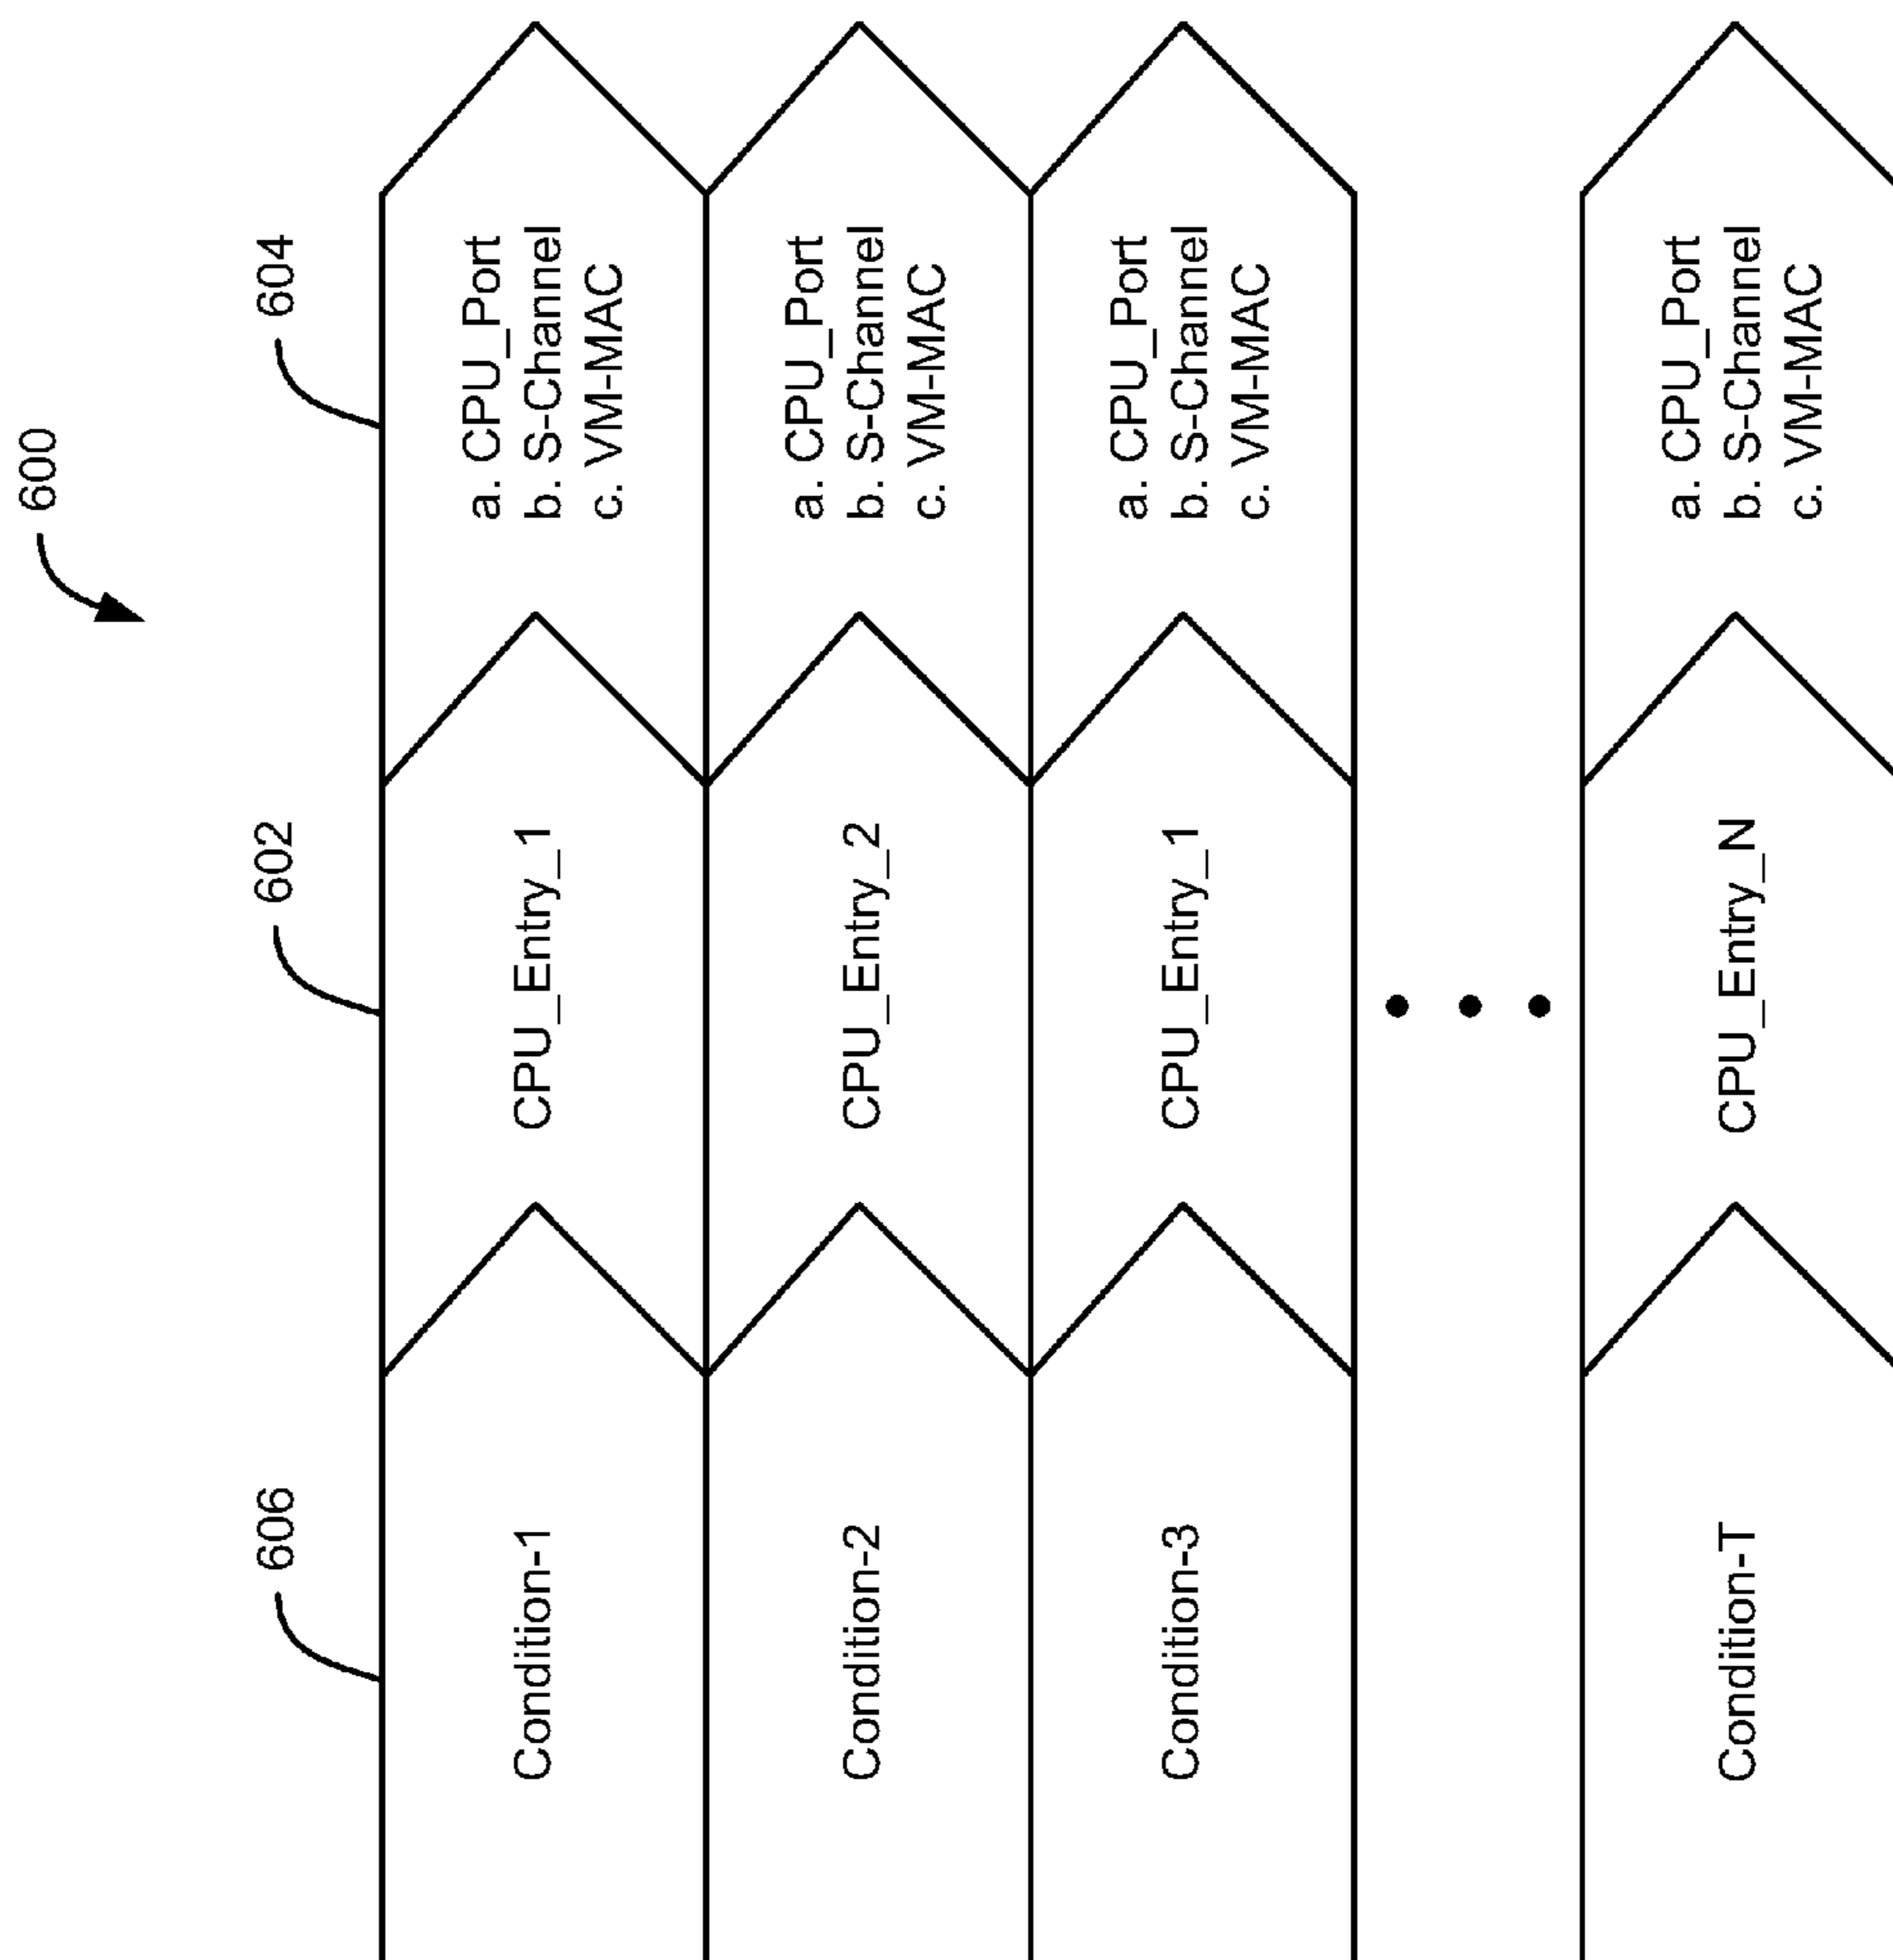 600
606
602
604
Condition-1
CPU_Entry_1
a. CPU_Port
b. S-Channel
c. VM-MAC
Condition-2
CPU_Entry_2
a. CPU_Port
b. S-Channel
c. VM-MAC
Condition-3
CPU_Entry_1
a. CPU_Port
b. S-Channel
c. VM-MAC
Condition-T
CPU_Entry_N
a. CPU_Port
b. S-Channel
c. VM-MAC